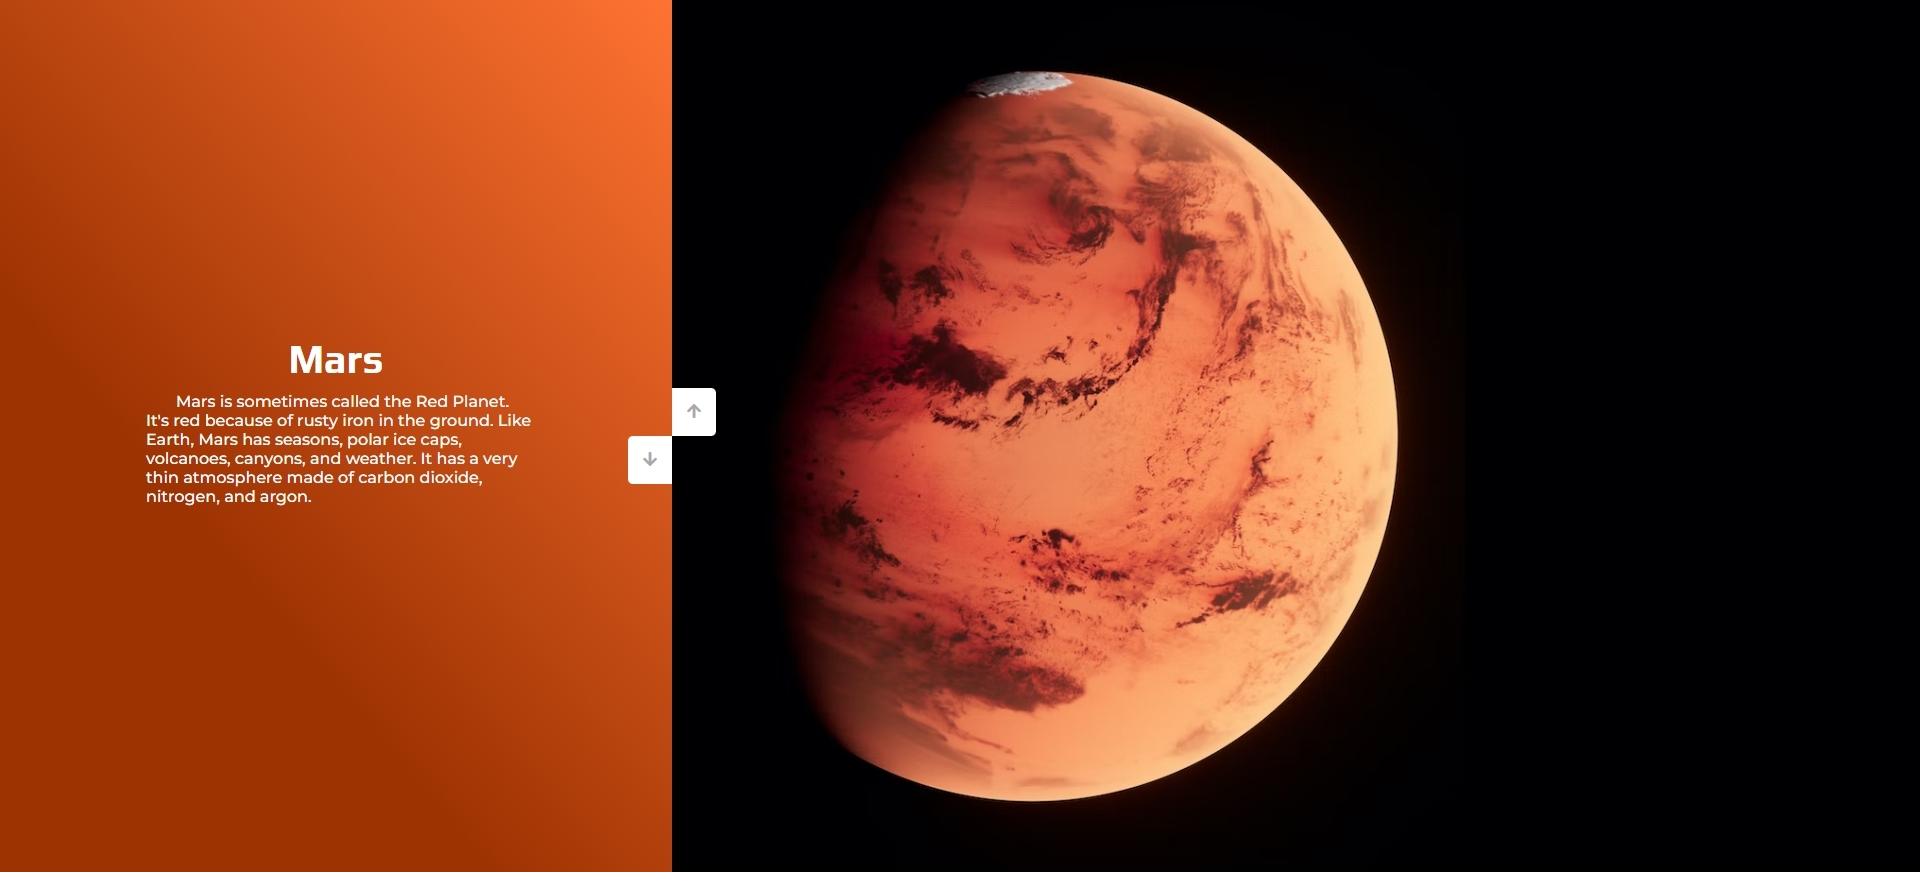 Mars
Mars is sometimes called the Red Planet.
It's red because of rusty iron in the ground. Like
Earth, Mars has seasons, polar ice caps,
volcanoes, canyons, and weather. It has a very
thin atmosphere made of carbon dioxide,
nitrogen, and argon.